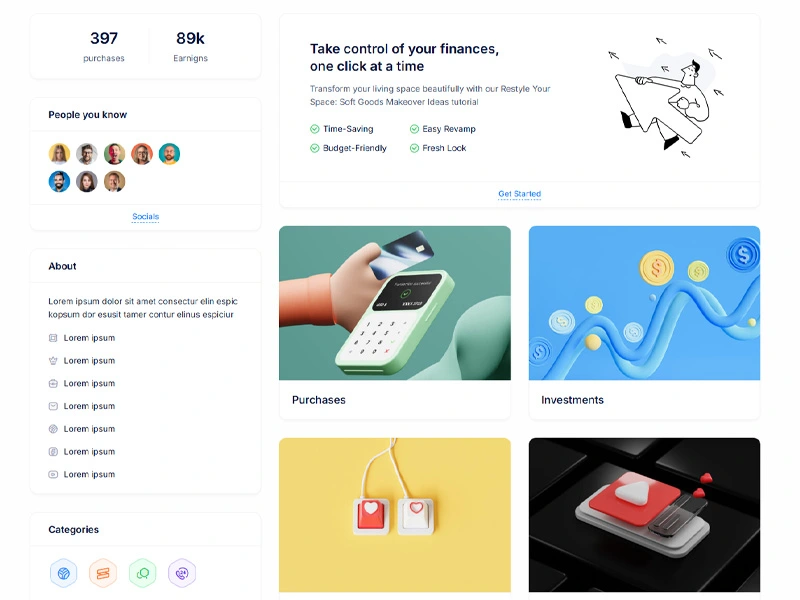 397
purchases
89k
Earnigns
People you know
Socials
About
Lorem ipsum dolor sit amet consectur elin espic
kopsum dor esusit tamer contur elinus espiciur
Lorem ipsum
Lorem ipsum
Lorem ipsum
Lorem ipsum
Lorem ipsum
Lorem ipsum
Lorem ipsum
Categories
24
Take control of your finances,
one click at a time
Transform your living space beautifully with our Restyle Your
Space: Soft Goods Makeover Ideas tutorial
Time-Saving
Easy Revamp
Budget-Friendly
Fresh Look
Get Started
Purchases
Investments